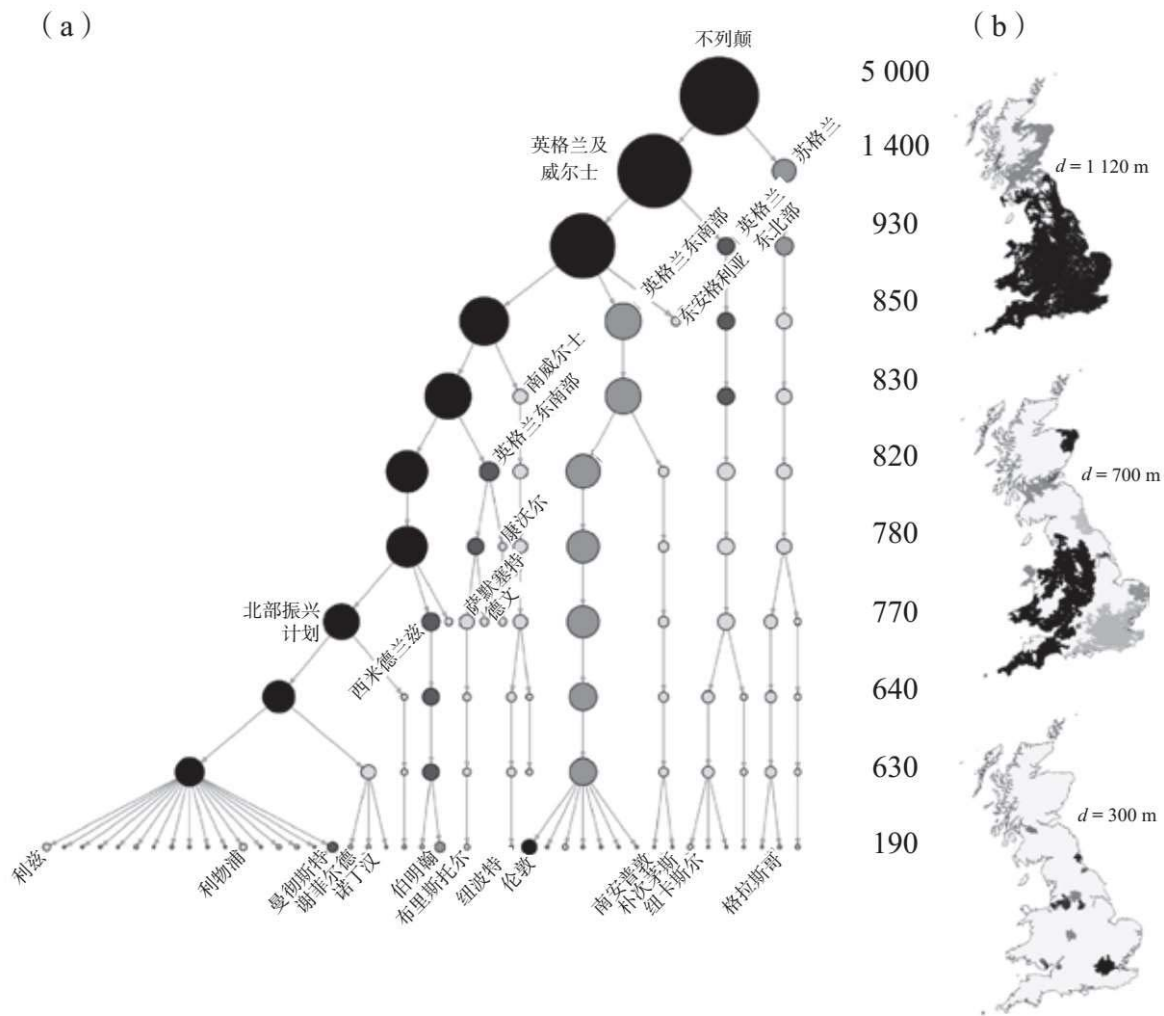 (a)
(b)
不列颠
5 000
英格兰及
威尔士
苏格兰
1 400
d = 1 120 m
英格兰东南部
英格兰
东北部
930
东安格利亚
850
南威尔士
830
英格兰东南部
820
d = 700 m
康沃尔
780
北部振兴
计划
西米德兰兹
萨默塞特
德文
770
640
630
d = 300 m
190
利兹
利物浦
曼彻斯特
谢菲尔德
诺丁汉
伯明翰
布里斯托尔
纽波特
伦敦
南安普敦
朴次茅斯
纽卡斯尔
格拉斯哥